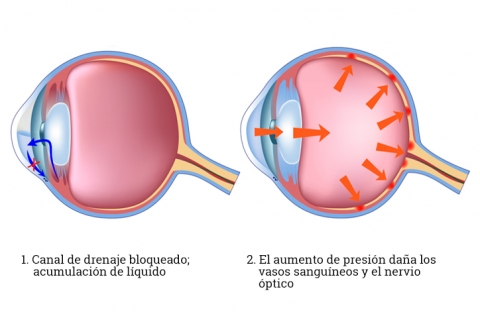 1. Canal de drenaje bloqueado;
acumulación de líquido
2. El aumento de presión daña los
vasos sanguíneos y el nervio
óptico